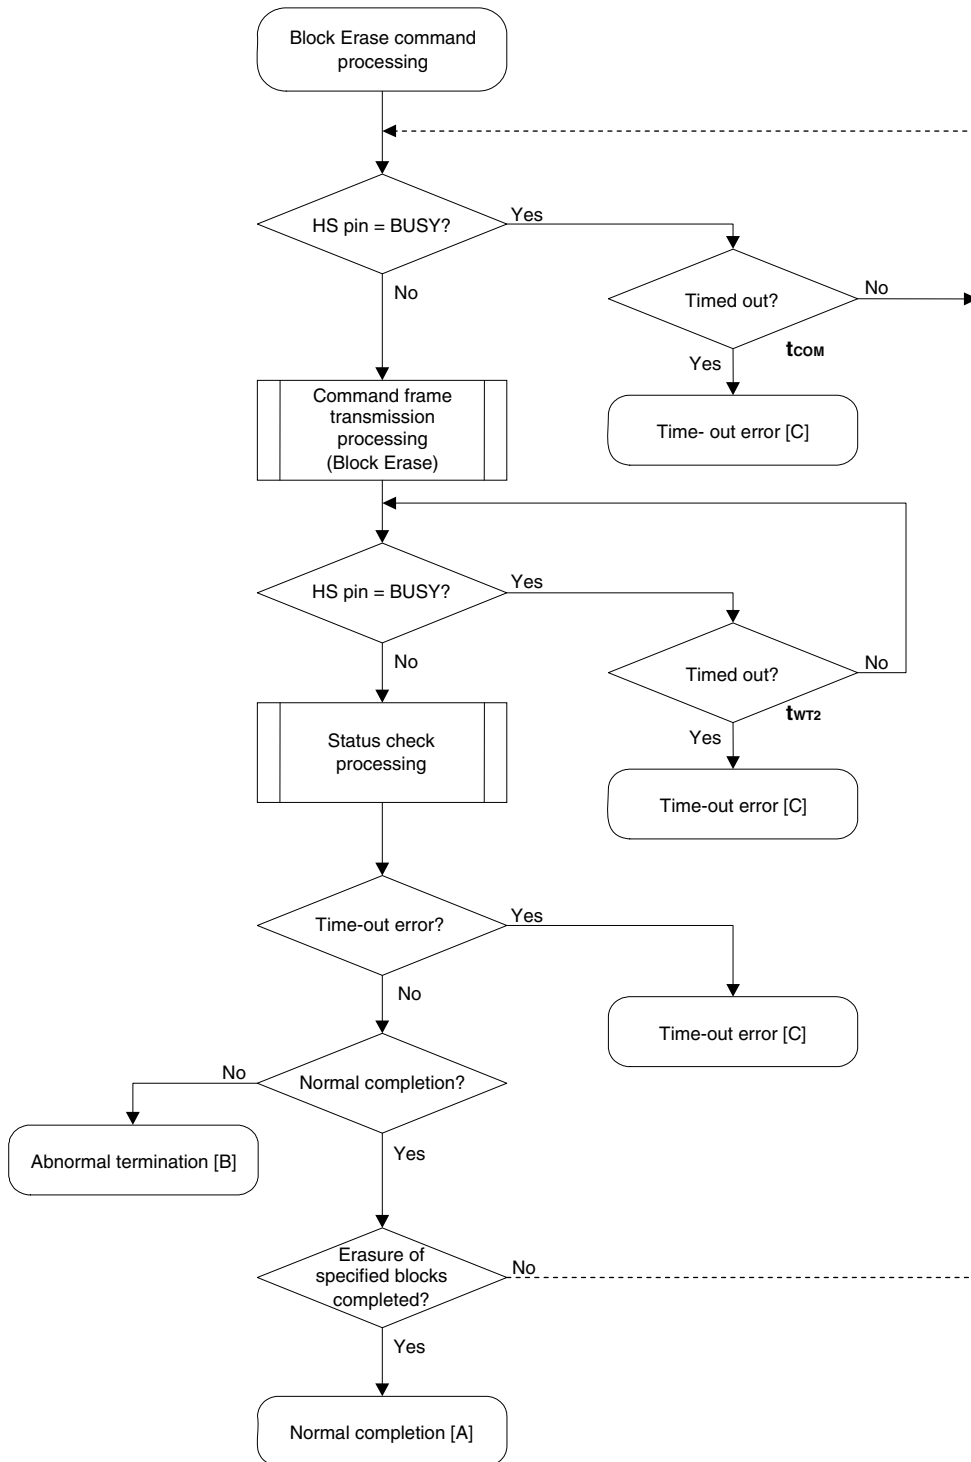 Block Erase command
processing
HS pin = BUSY?
Yes
No
Timed out?
No
tCOM
Yes
Time- out error [C]
Command frame
transmission
processing
(Block Erase)
HS pin = BUSY?
Yes
No
Timed out?
No
tWT2
Yes
Time-out error [C]
Status check
processing
Time-out error?
Yes
No
Time-out error [C]
Normal completion?
No
Yes
Abnormal termination [B]
Erasure of
specified blocks
completed?
No
Yes
Normal completion [A]